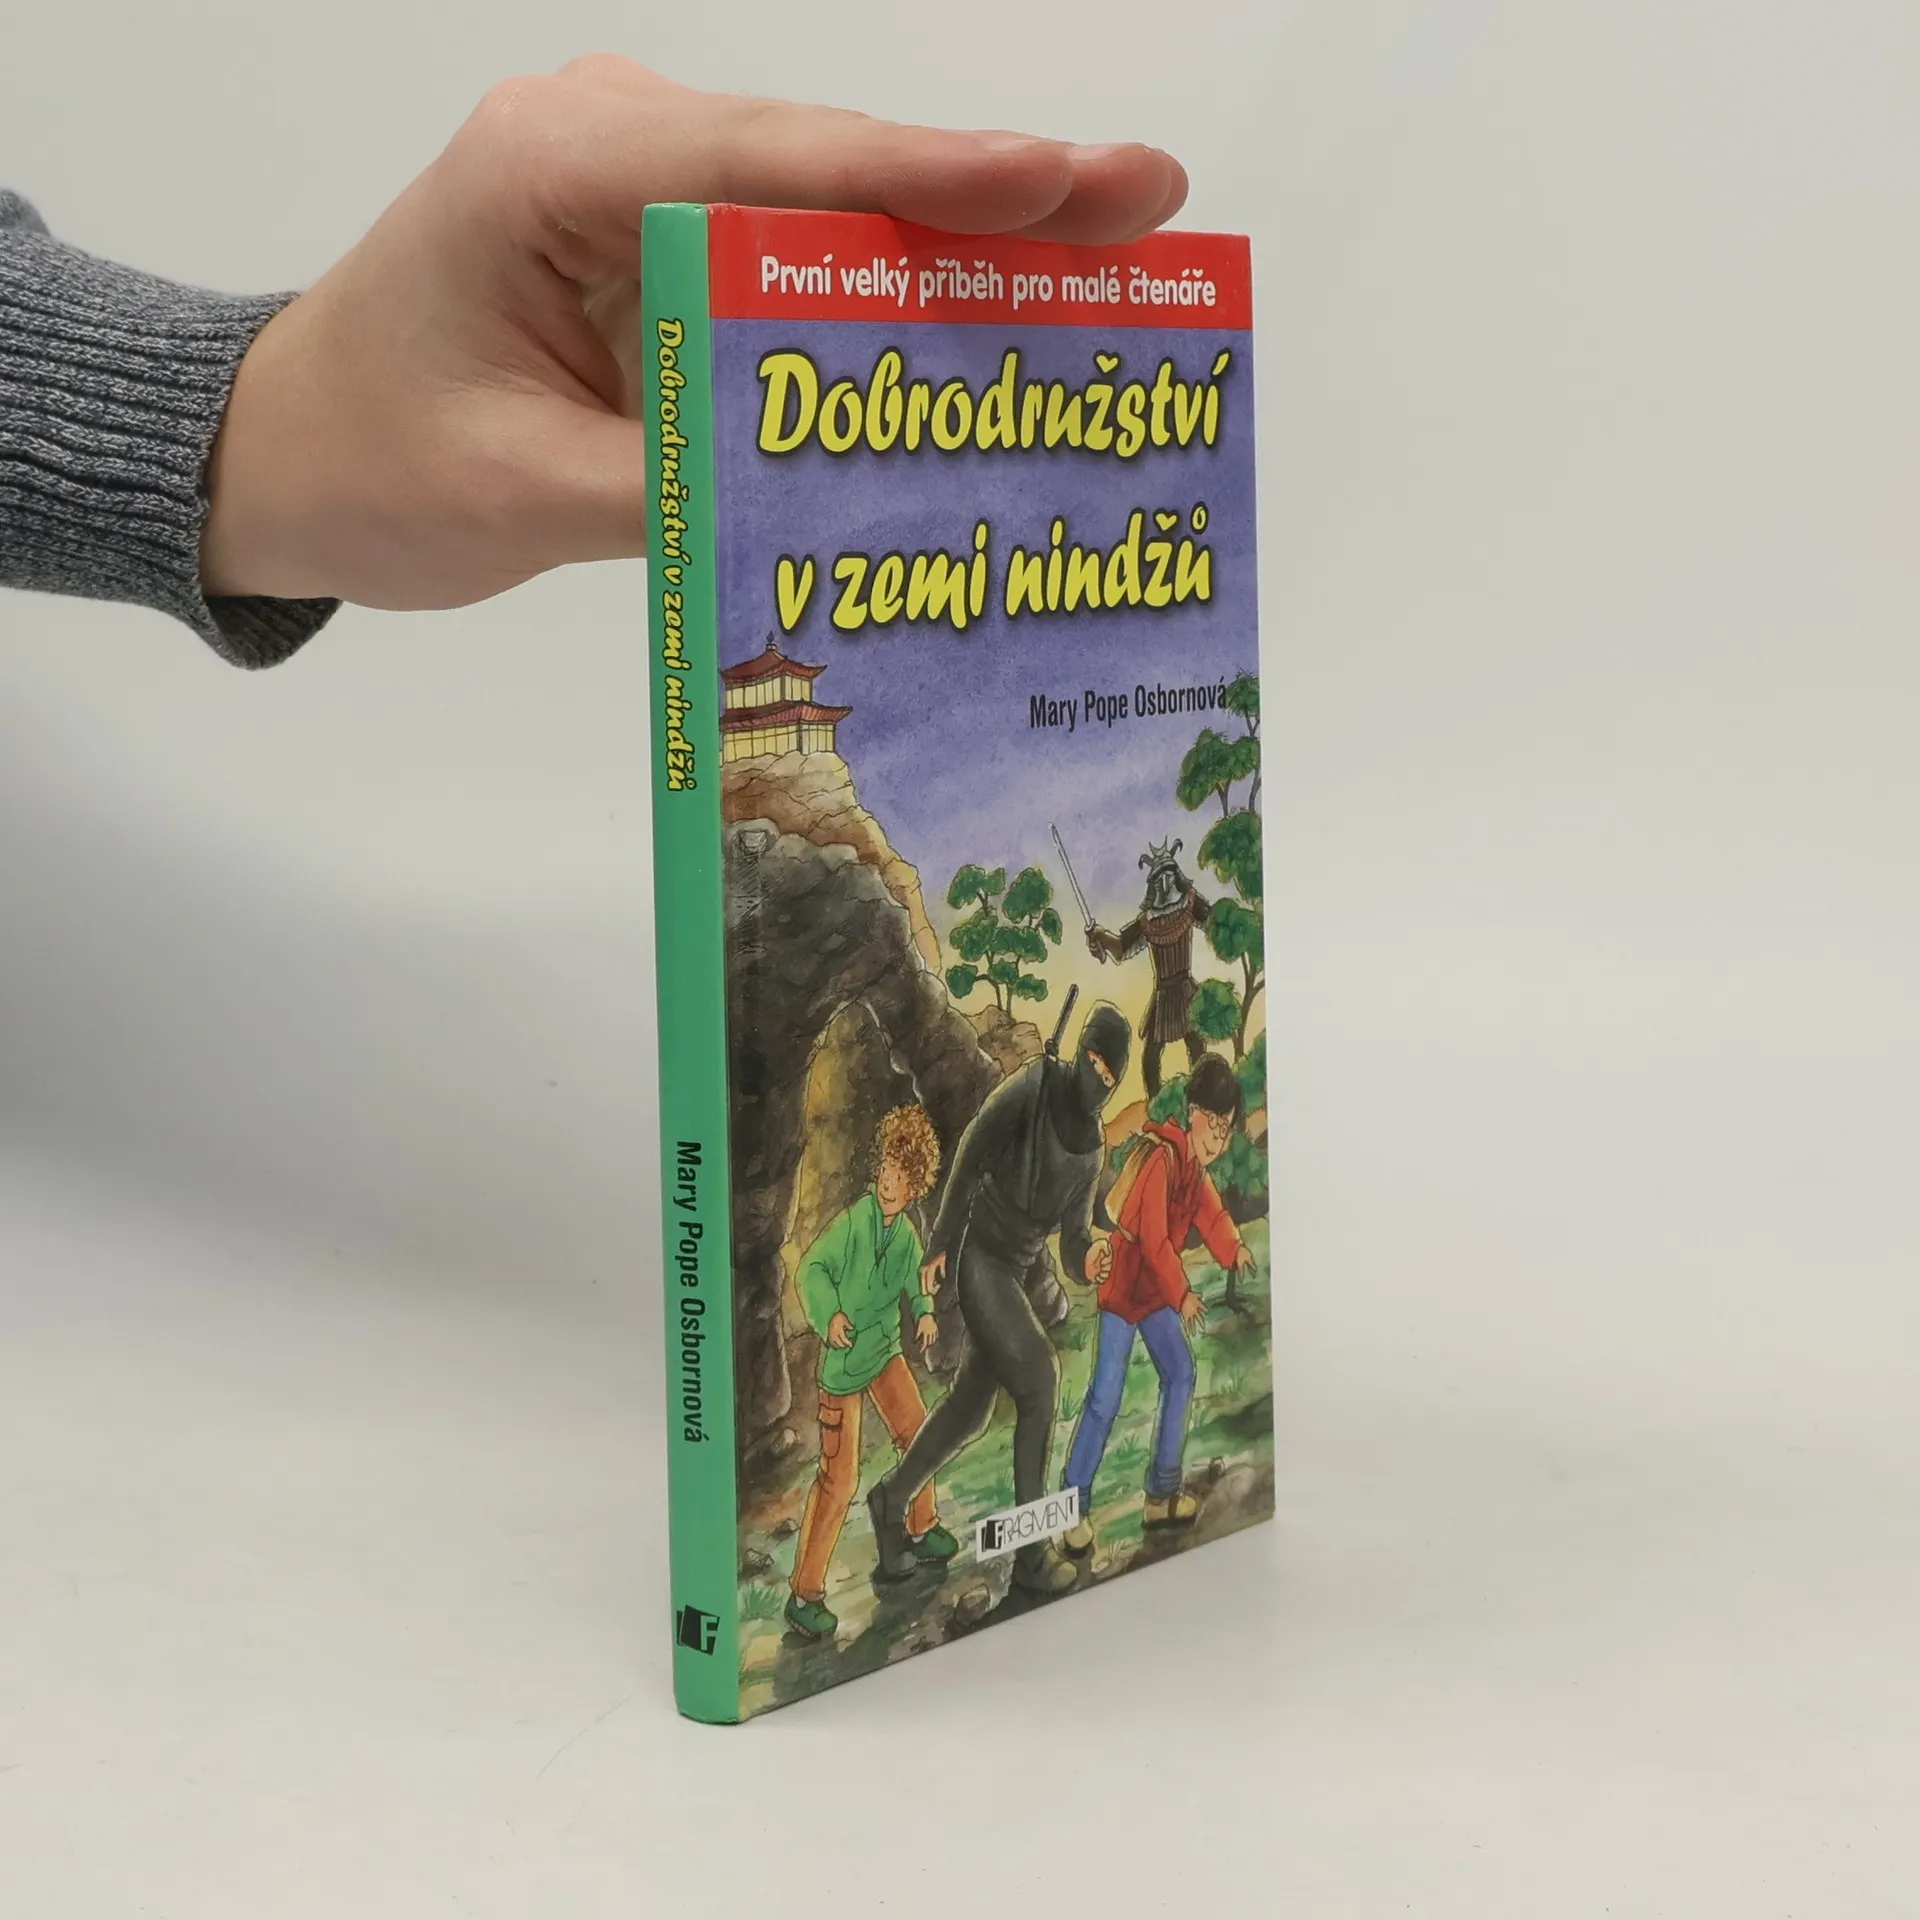 První velký příběh pro malé čtenáře
Dobrodružství
v zemi nindžů
Mary Pope Osbornová
FRAGMENT
Dobrodružství v zemi nindžů
Mary Pope Osbornová
F